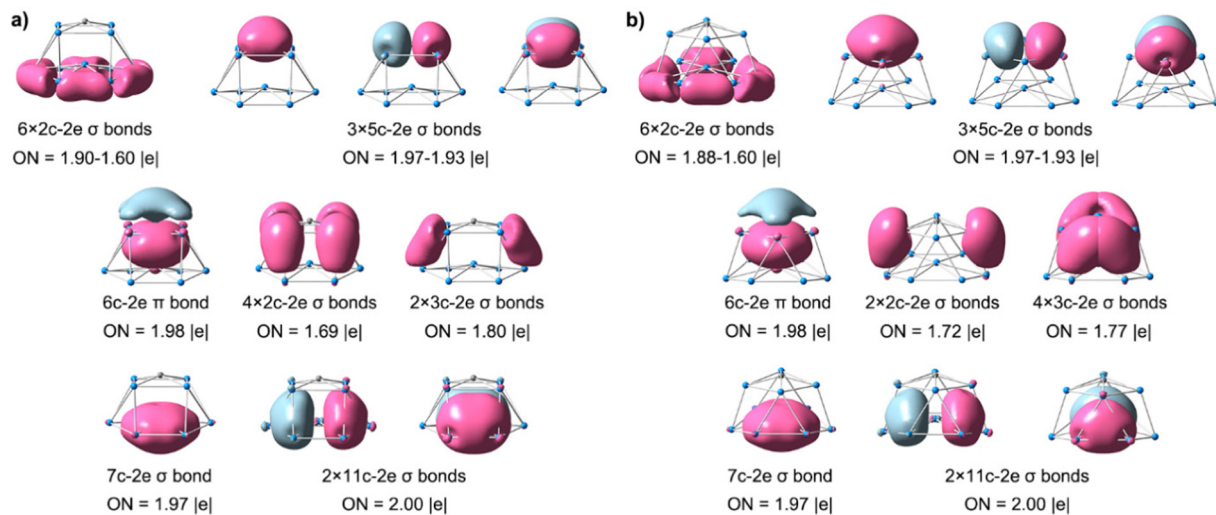 a)
6×2c-2e σ bonds
ON = 1.90-1.60 |e|
3×5c-2e σ bonds
ON = 1.97-1.93 |e|
6c-2e π bond
ON = 1.98 |e|
4×2c-2e σ bonds
ON = 1.69 |e|
2×3c-2e σ bonds
ON = 1.80 |e|
7c-2e σ bond
ON = 1.97 |e|
2×11c-2e σ bonds
ON = 2.00 |e|
b)
6×2c-2e σ bonds
ON = 1.88-1.60 |e|
3×5c-2e σ bonds
ON = 1.97-1.93 |e|
6c-2e π bond
ON = 1.98 |e|
2×2c-2e σ bonds
ON = 1.72 |e|
4×3c-2e σ bonds
ON = 1.77 |e|
7c-2e σ bond
ON = 1.97 |e|
2×11c-2e σ bonds
ON = 2.00 |e|